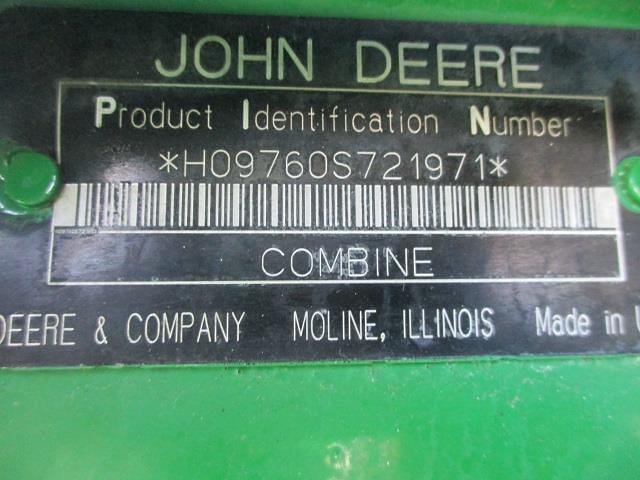 JOHN DEERE
Product Identification Number
*H09760S721971*
COMBINE
DEERE & COMPANY MOLINE, ILLINOIS Made in U